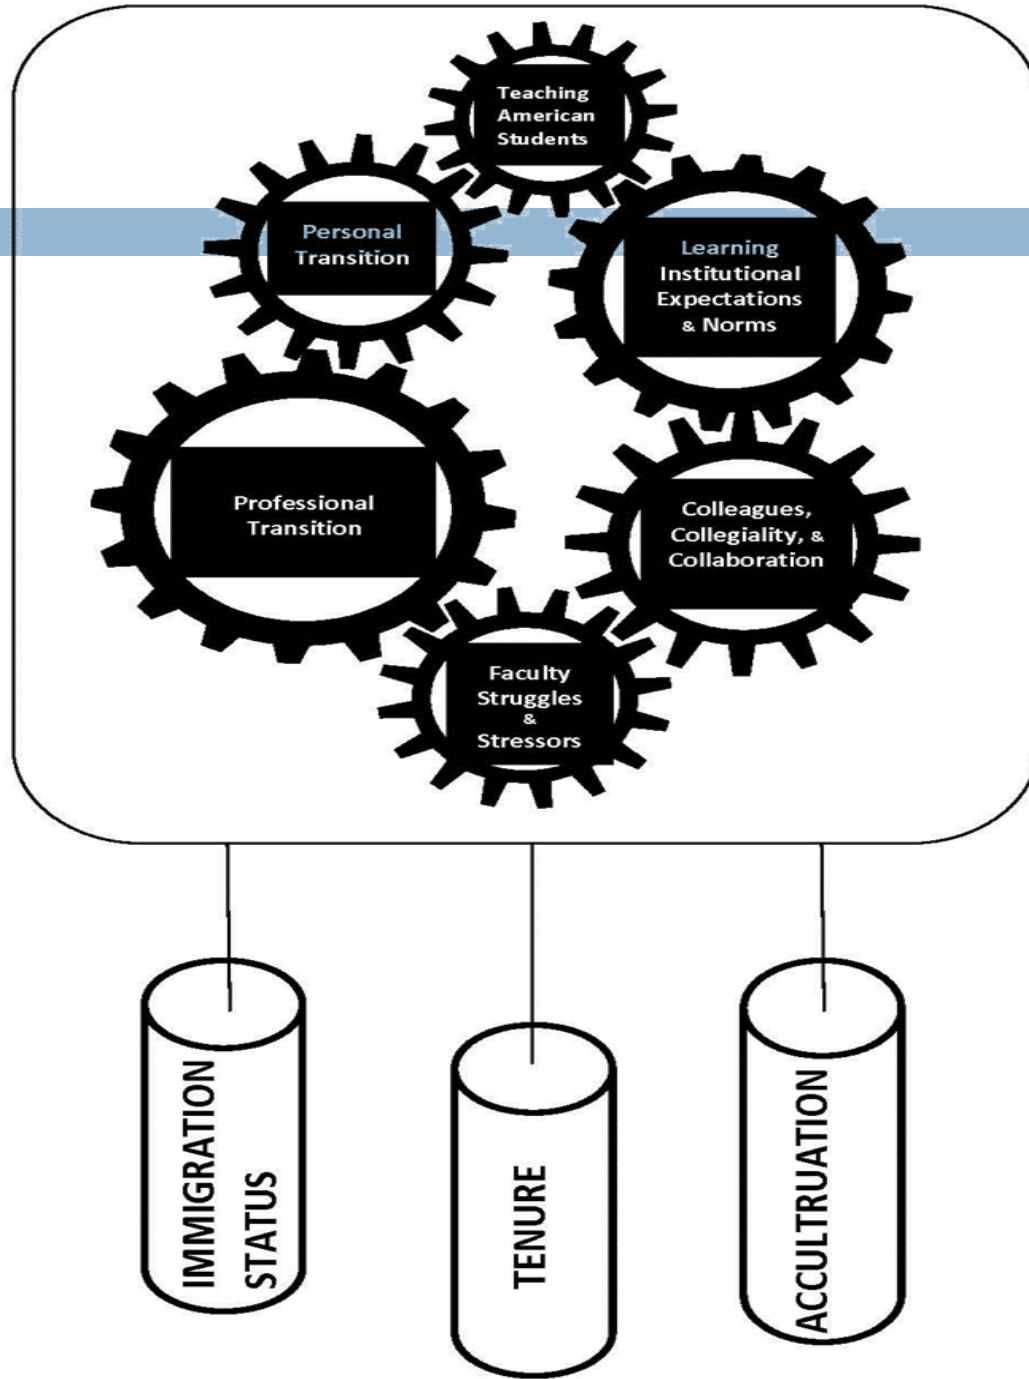 Teaching
American
Students
Personal
Transition
Learning
Institutional
Expectations
& Norms
Professional
Transition
Colleagues,
Collegiality, &
Collaboration
Faculty
Struggles
&
Stressors
IMMIGRATION
STATUS
TENURE
ACCULTRUATION